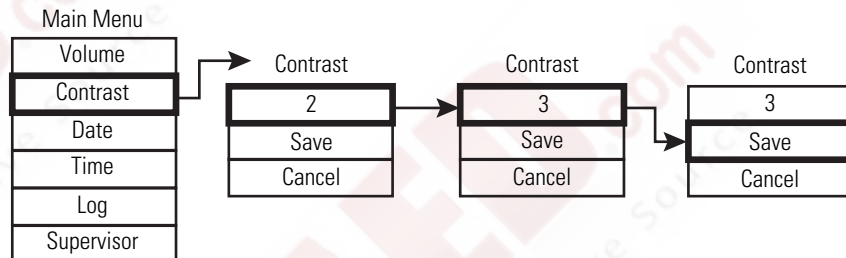 Main Menu
Volume
Contrast
Date
Time
Log
Supervisor
Contrast
2
Save
Cancel
Contrast
3
Save
Cancel
Contrast
3
Save
Cancel